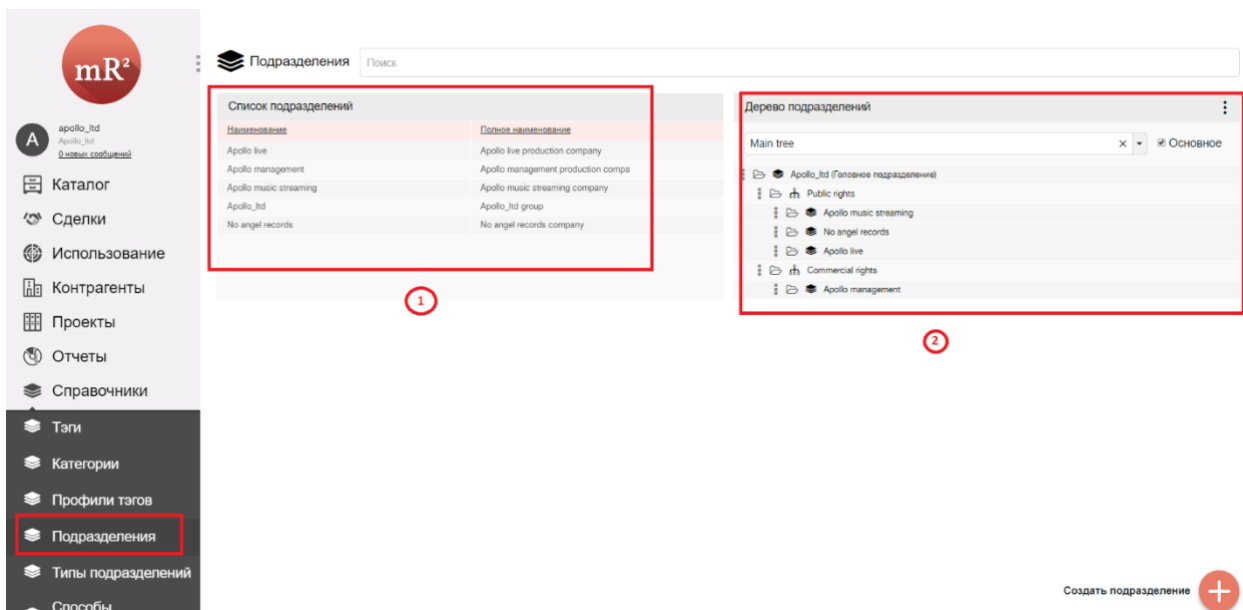 mR²
A
apollo_ltd
Apollo_ltd
0 новых сообщений
Каталог
Сделки
Использование
Контрагенты
Проекты
Отчеты
Справочники
Тэги
Категории
Профили тэгов
Подразделения
Типы подразделений
Способы
Подразделения Поиск
Список подразделений
Наименование Полное наименование
Apollo live Apollo live production company
Apollo management Apollo management production compa
Apollo music streaming Apollo music streaming company
Apollo_ltd Apollo_ltd group
No angel records No angel records company
1
Дерево подразделений
Main tree × Основное
Apollo_ltd (Головное подразделение)
Public rights
Apollo music streaming
No angel records
Apollo live
Commercial rights
Apollo management
2
Создать подразделение +